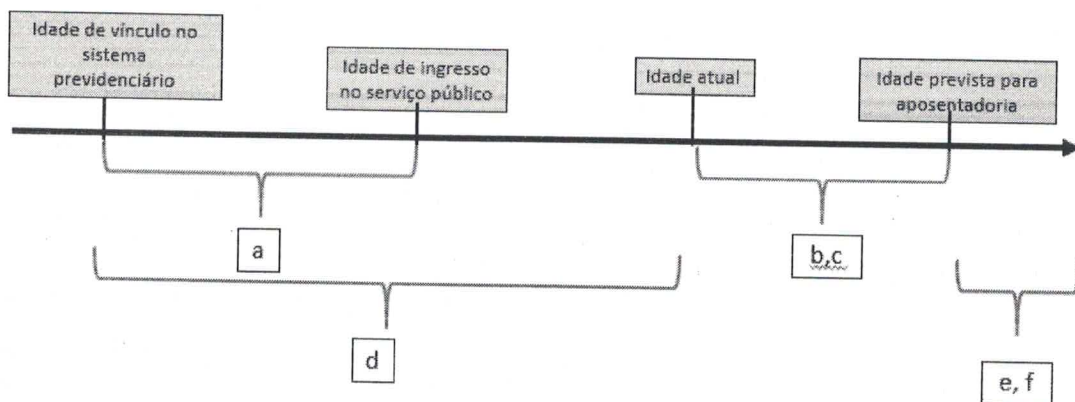 Idade de vínculo no
sistema
previdenciário
Idade de ingresso
no serviço público
Idade atual
Idade prevista para
aposentadoria
a
b,c
d
e, f